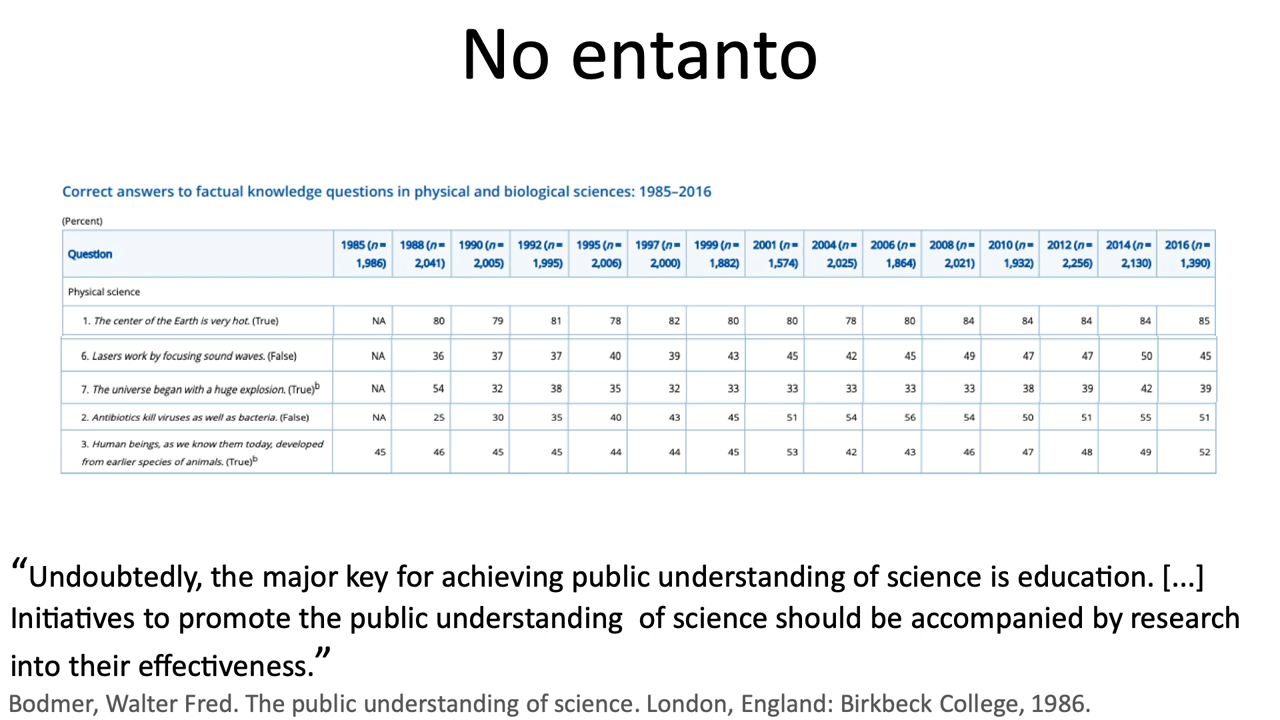 No entanto
Correct answers to factual knowledge questions in physical and biological sciences: 1985–2016
(Percent)
Question 1985 (n= 1,986) 1988 (n= 2,041) 1990 (n= 2,005) 1992 (n= 1,995) 1995 (n= 2,006) 1997 (n= 2,000) 1999 (n= 1,882) 2001 (n= 1,574) 2004 (n= 2,025) 2006 (n= 1,864) 2008 (n= 2,021) 2010 (n= 1,932) 2012 (n= 2,256) 2014 (n= 2,130) 2016 (n= 1,390)
Physical science
1. The center of the Earth is very hot. (True) NA 80 79 81 78 82 80 80 78 80 84 84 84 84 85
6. Lasers work by focusing sound waves. (False) NA 36 37 37 40 39 43 45 42 45 49 47 47 50 45
7. The universe began with a huge explosion. (True)b NA 54 32 38 35 32 33 33 33 33 33 38 39 42 39
2. Antibiotics kill viruses as well as bacteria. (False) NA 25 30 35 40 43 45 51 54 56 54 50 51 55 51
3. Human beings, as we know them today, developed
from earlier species of animals. (True)b 45 46 45 45 44 44 45 53 42 43 46 47 48 49 52
“Undoubtedly, the major key for achieving public understanding of science is education. [...]
Initiatives to promote the public understanding of science should be accompanied by research
into their effectiveness.”
Bodmer, Walter Fred. The public understanding of science. London, England: Birkbeck College, 1986.